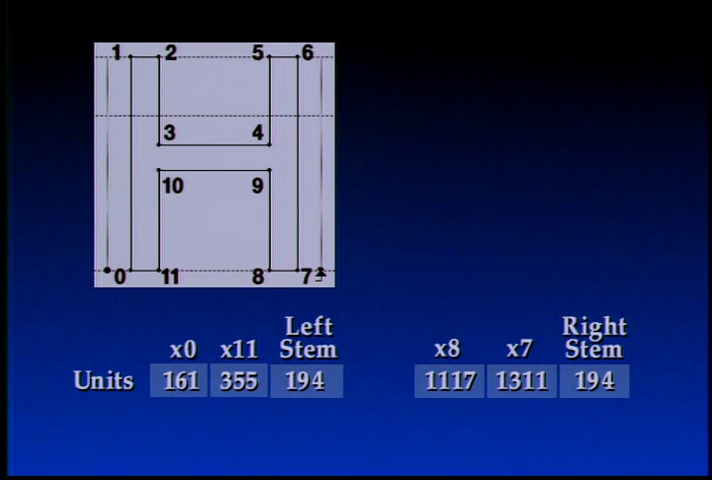 1 2 5 6
3 4
10 9
0 11 8 7
Left Right
x0 x11 Stem x8 x7 Stem
Units 161 355 194 1117 1311 194